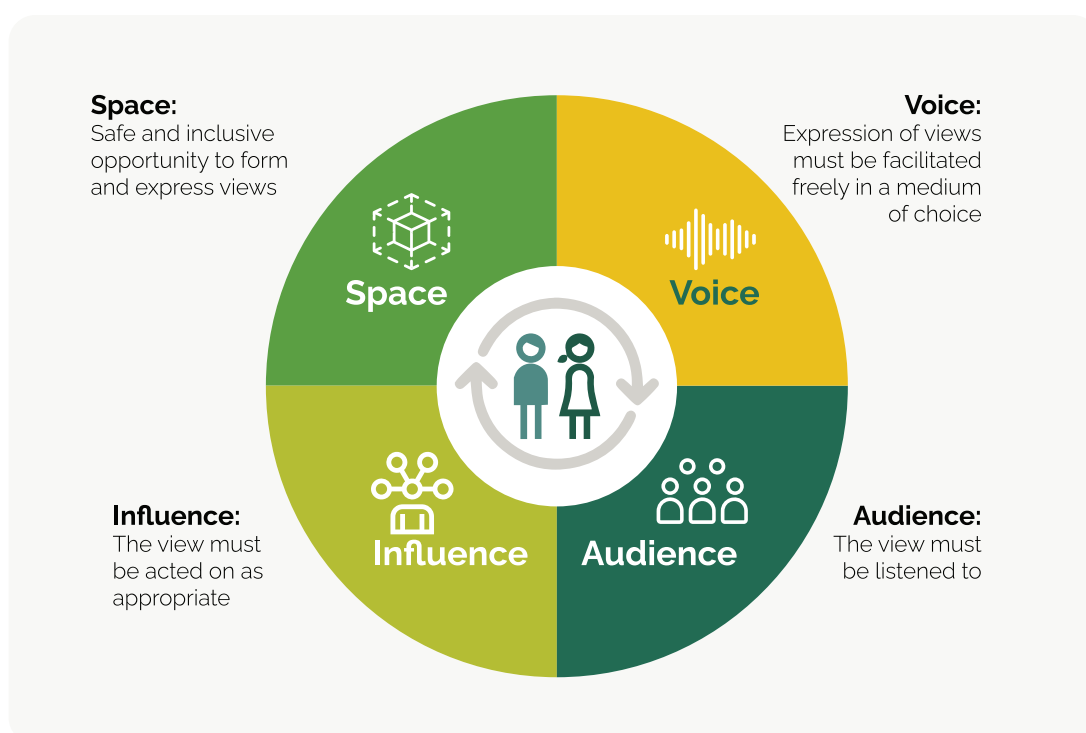 Space:
Safe and inclusive
opportunity to form
and express views
Voice:
Expression of views
must be facilitated
freely in a medium
of choice
Space
Voice
Influence
Audience
Influence:
The view must
be acted on as
appropriate
Audience:
The view must
be listened to